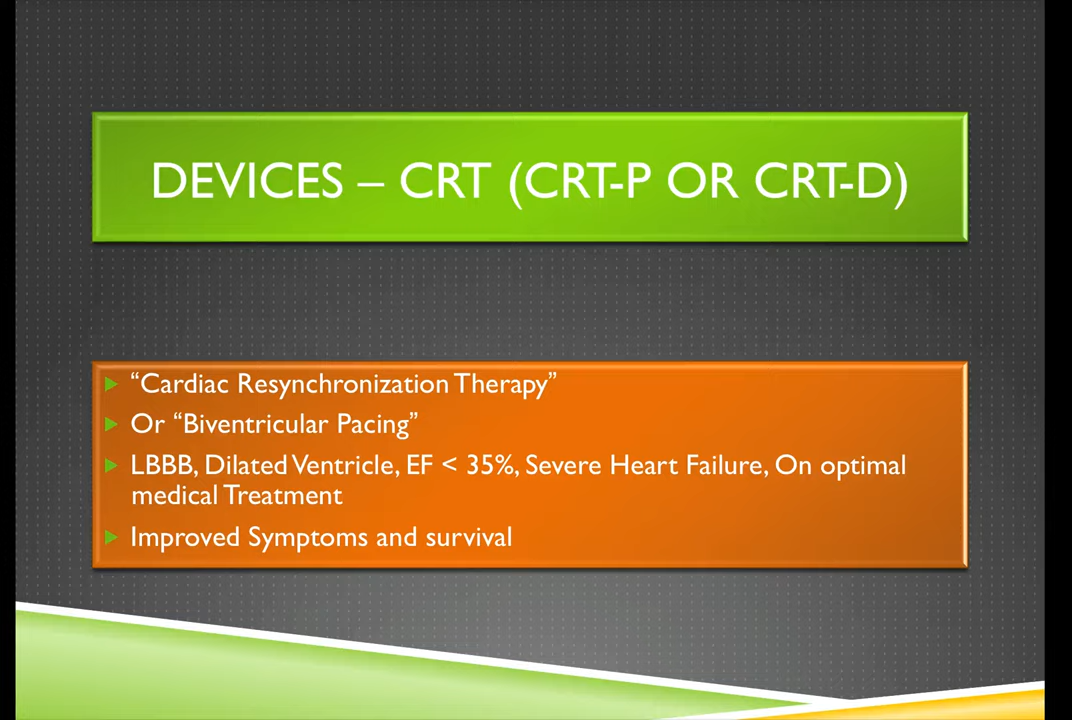 DEVICES – CRT (CRT-P OR CRT-D)
“Cardiac Resynchronization Therapy”
Or “Biventricular Pacing”
LBBB, Dilated Ventricle, EF < 35%, Severe Heart Failure, On optimal
medical Treatment
Improved Symptoms and survival